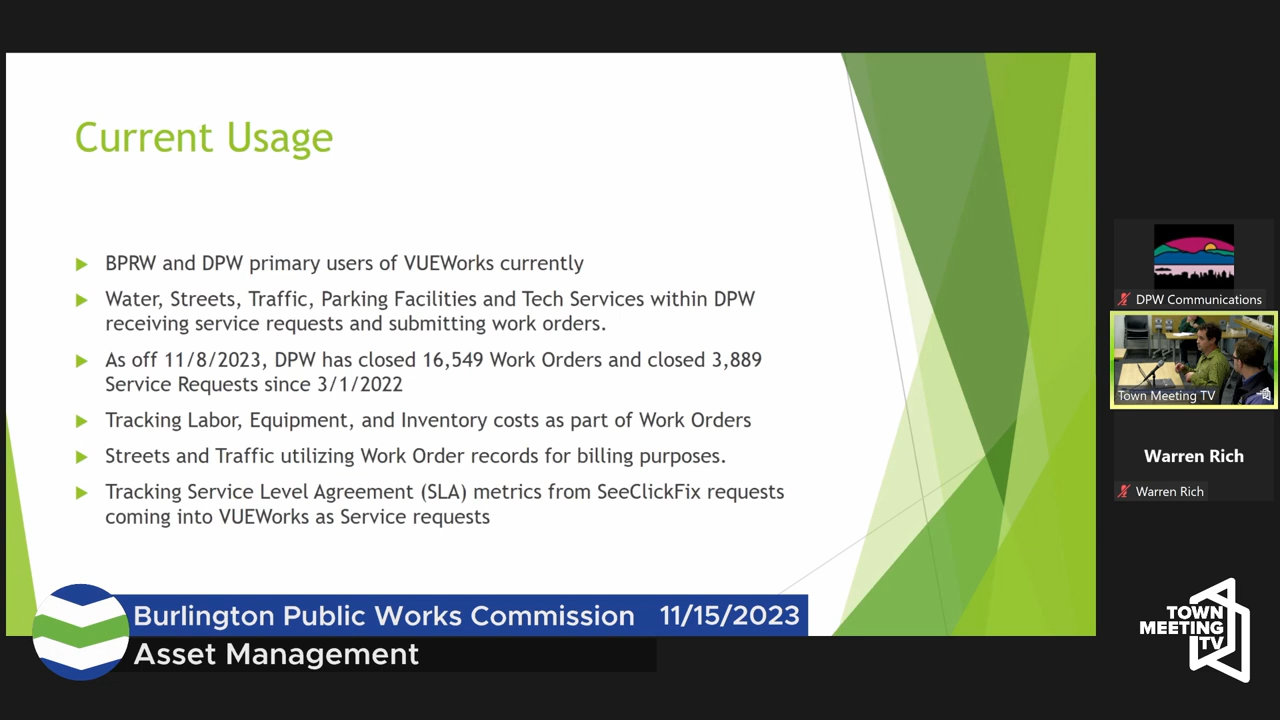 Current Usage
BPRW and DPW primary users of VUEWorks currently
Water, Streets, Traffic, Parking Facilities and Tech Services within DPW
receiving service requests and submitting work orders.
As off 11/8/2023, DPW has closed 16,549 Work Orders and closed 3,889
Service Requests since 3/1/2022
Tracking Labor, Equipment, and Inventory costs as part of Work Orders
Streets and Traffic utilizing Work Order records for billing purposes.
Tracking Service Level Agreement (SLA) metrics from SeeClickFix requests
coming into VUEWorks as Service requests
Burlington Public Works Commission 11/15/2023
Asset Management
DPW Communications
Town Meeting TV
Warren Rich
Warren Rich
TOWN
MEETING
TV